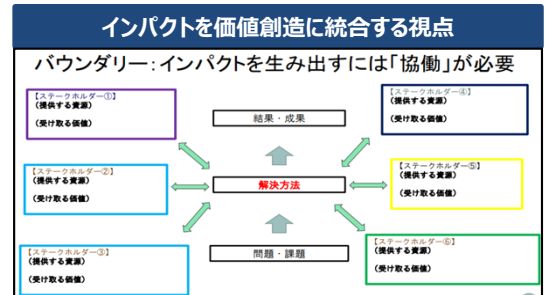 インパクトを価値創造に統合する視点
バウンダリー：インパクトを生み出すには「協働」が必要
【ステークホルダー①】
(提供する資源)
(受け取る価値)
【ステークホルダー②】
(提供する資源)
(受け取る価値)
【ステークホルダー③】
(提供する資源)
(受け取る価値)
結果・成果
解決方法
問題・課題
【ステークホルダー④】
(提供する資源)
(受け取る価値)
【ステークホルダー⑤】
(提供する資源)
(受け取る価値)
【ステークホルダー⑥】
(提供する資源)
(受け取る価値)